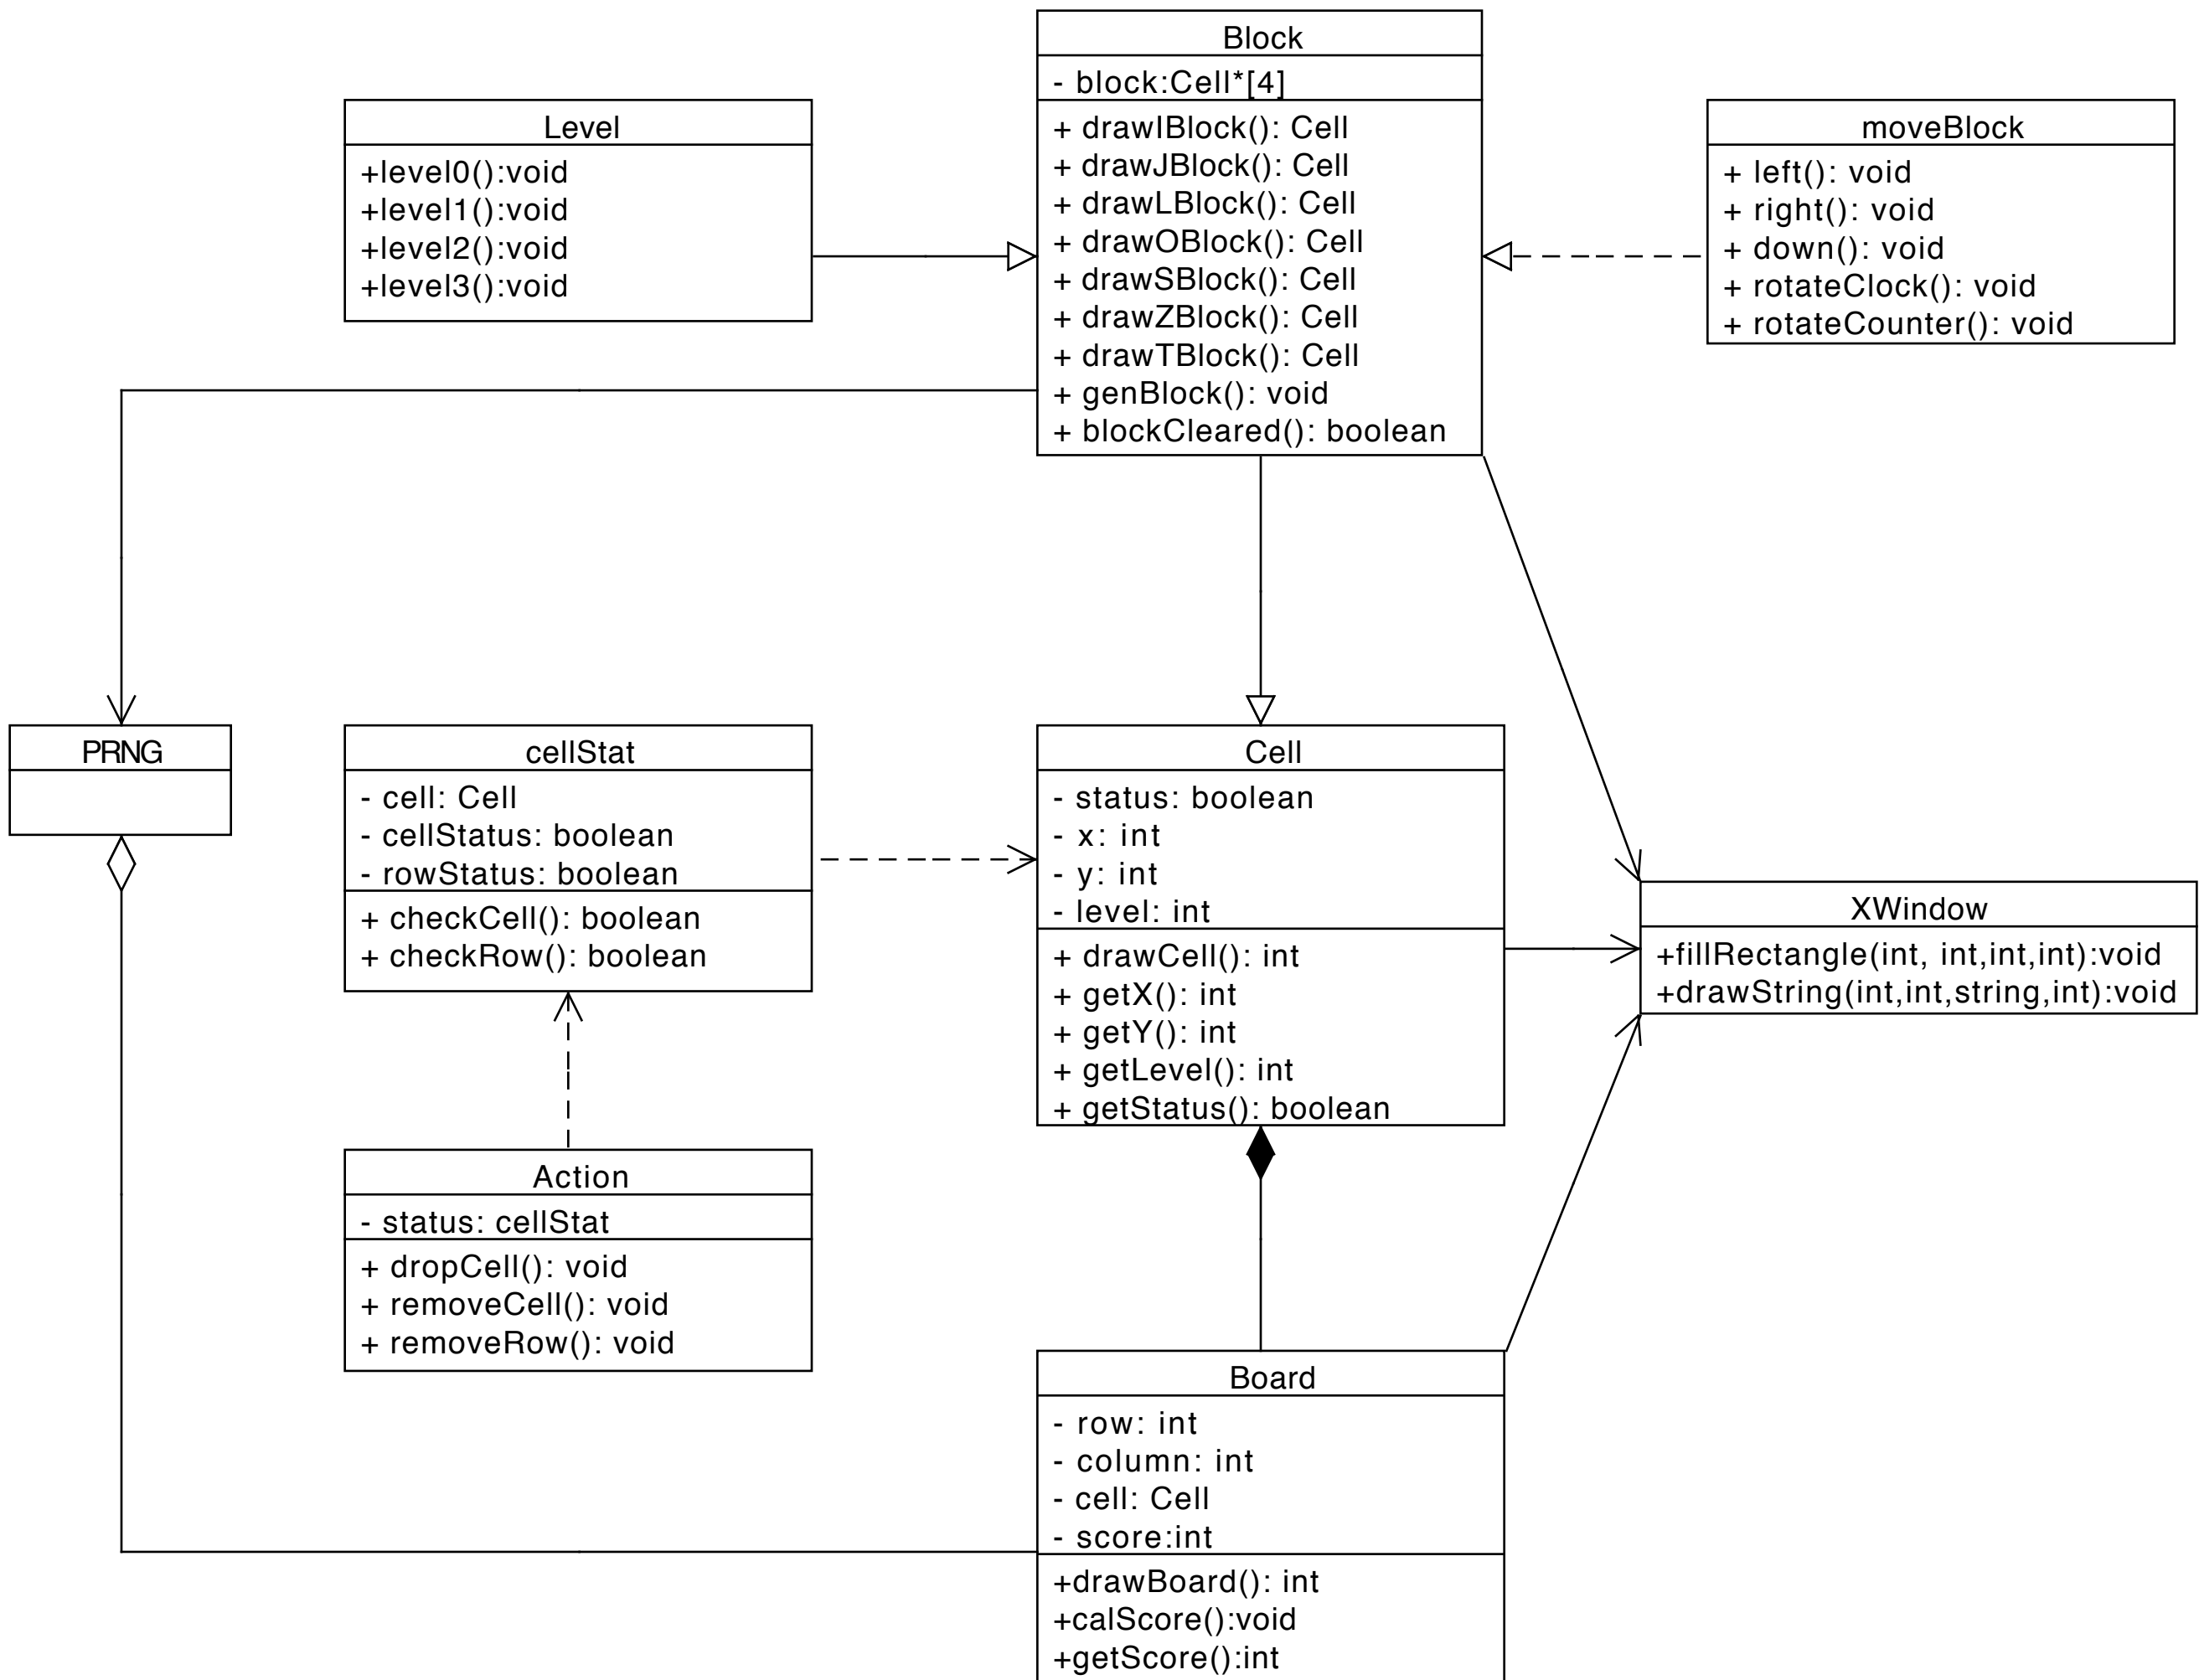 Block
- block:Cell*[4]
+ drawIBlock(): Cell
+ drawJBlock(): Cell
+ drawLBlock(): Cell
+ drawOBlock(): Cell
+ drawSBlock(): Cell
+ drawZBlock(): Cell
+ drawTBlock(): Cell
+ genBlock(): void
+ blockCleared(): boolean
Level
+level0():void
+level1():void
+level2():void
+level3():void
moveBlock
+ left(): void
+ right(): void
+ down(): void
+ rotateClock(): void
+ rotateCounter(): void
PRNG
cellStat
- cell: Cell
- cellStatus: boolean
- rowStatus: boolean
+ checkCell(): boolean
+ checkRow(): boolean
Cell
- status: boolean
- x: int
- y: int
- level: int
+ drawCell(): int
+ getX(): int
+ getY(): int
+ getLevel(): int
+ getStatus(): boolean
XWindow
+fillRectangle(int, int,int,int):void
+drawString(int,int,string,int):void
Action
- status: cellStat
+ dropCell(): void
+ removeCell(): void
+ removeRow(): void
Board
- row: int
- column: int
- cell: Cell
- score:int
+drawBoard(): int
+calScore():void
+getScore():int